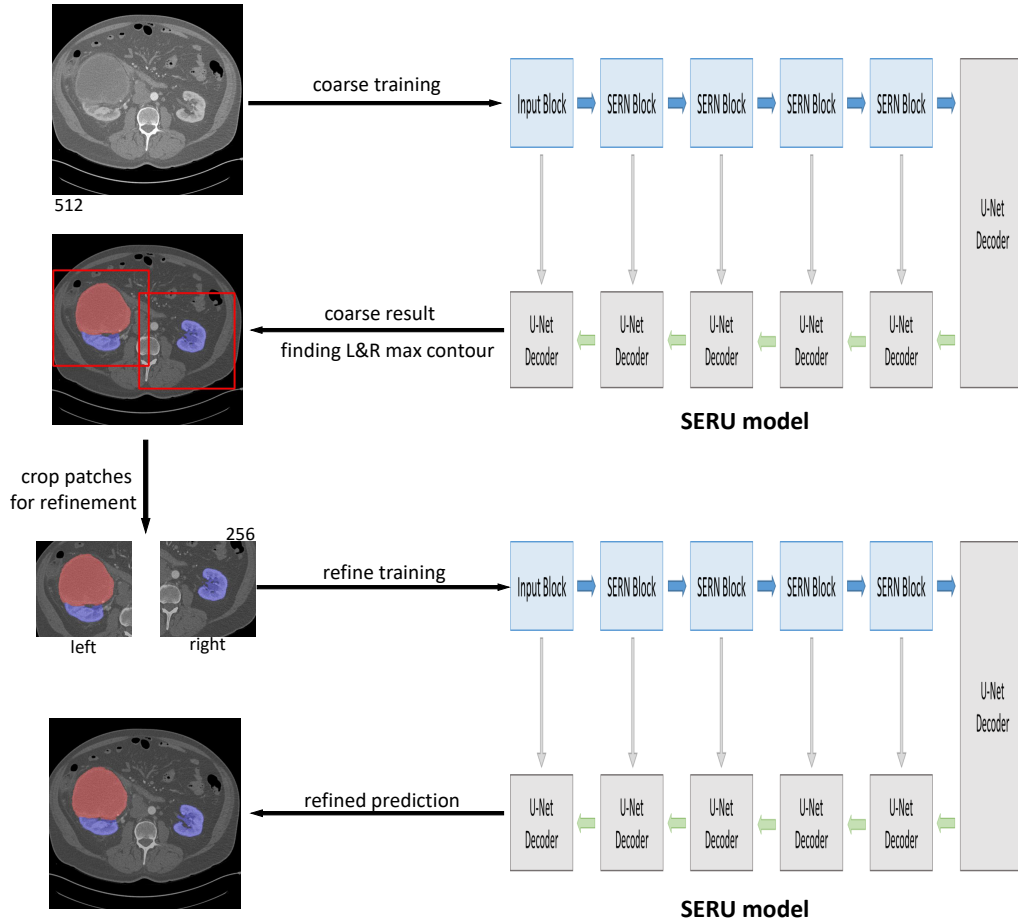 coarse training
Input Block
SERN Block
SERN Block
SERN Block
SERN Block
512
U-Net
Decoder
coarse result
finding L&R max contour
U-Net
Decoder
U-Net
Decoder
U-Net
Decoder
U-Net
Decoder
U-Net
Decoder
SERU model
crop patches
for refinement
256
left
right
refine training
Input Block
SERN Block
SERN Block
SERN Block
SERN Block
U-Net
Decoder
refined prediction
U-Net
Decoder
U-Net
Decoder
U-Net
Decoder
U-Net
Decoder
U-Net
Decoder
SERU model